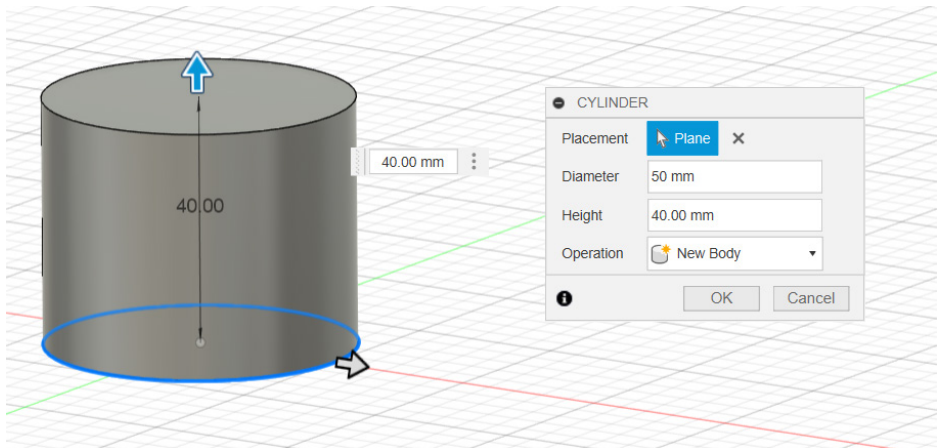 40.00
40.00 mm
CYLINDER
Placement Plane
Diameter 50 mm
Height 40.00 mm
Operation New Body
OK Cancel